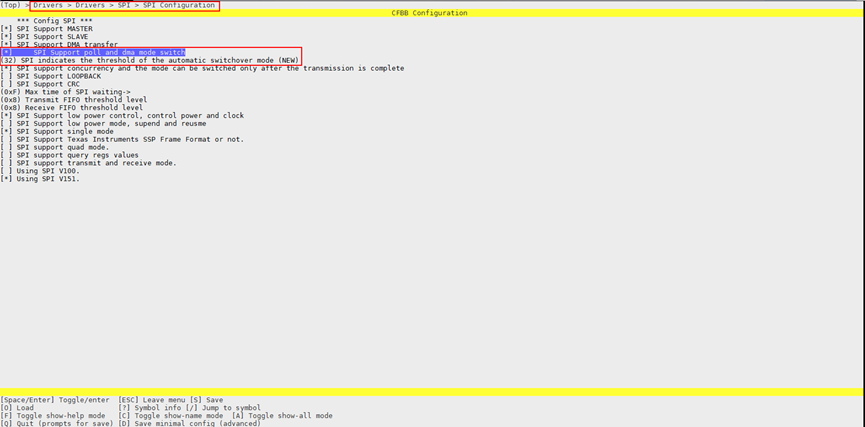 (Top) > Drivers > Drivers > SPI > SPI Configuration
CFBB Configuration
*** Config SPI ***
[*] SPI Support MASTER
[*] SPI Support SLAVE
[*] SPI Support DMA transfer
[*] SPI Support poll and dma mode switch
(32) SPI indicates the threshold of the automatic switchover mode (NEW)
[*] SPI support concurrency and the mode can be switched only after the transmission is complete
[ ] SPI Support LOOPBACK
[ ] SPI Support CRC
(0xF) Max time of SPI waiting->
(0x8) Transmit FIFO threshold level
(0x8) Receive FIFO threshold level
[*] SPI Support low power control, control power and clock
[ ] SPI Support low power mode, supend and reusme
[*] SPI Support single mode
[ ] SPI Support Texas Instruments SSP Frame Format or not.
[ ] SPI support quad mode.
[ ] SPI support query regs values
[ ] SPI support transmit and receive mode.
[ ] Using SPI V100.
[*] Using SPI V151.
[Space/Enter] Toggle/enter [ESC] Leave menu [S] Save
[O] Load [?] Symbol info [/] Jump to symbol
[F] Toggle show-help mode [C] Toggle show-name mode [A] Toggle show-all mode
[Q] Quit (prompts for save) [D] Save minimal config (advanced)